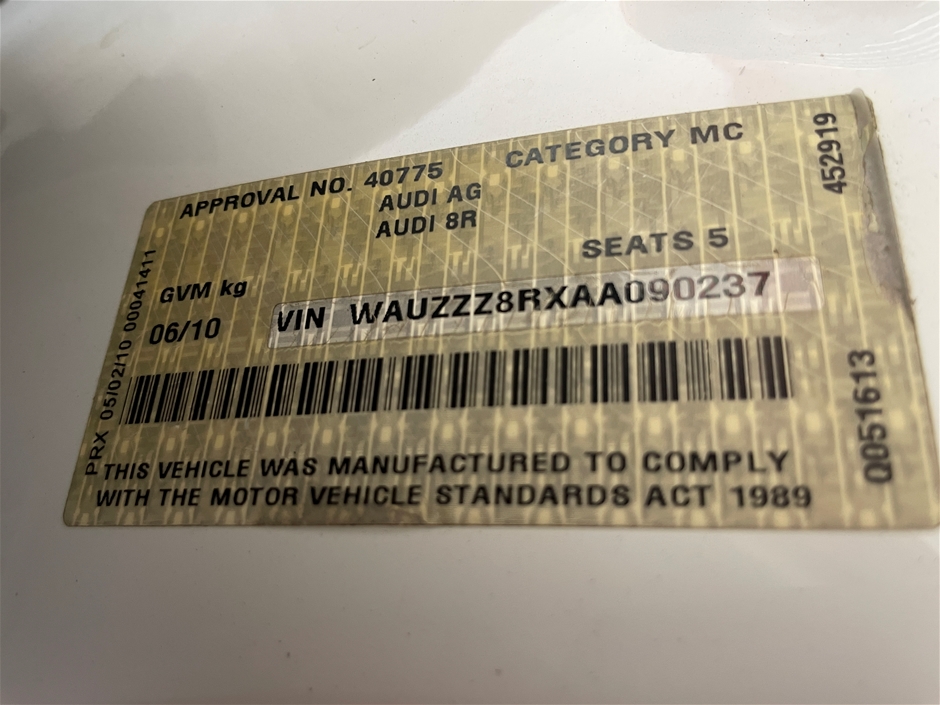 APPROVAL NO. 40775
CATEGORY MC
AUDI AG
AUDI 8R
SEATS 5
GVM kg
06/10
VIN WAUZZZ8RXAA090237
THIS VEHICLE WAS MANUFACTURED TO COMPLY
WITH THE MOTOR VEHICLE STANDARDS ACT 1989
PRX 05/02/10 00041411
452919
Q051613